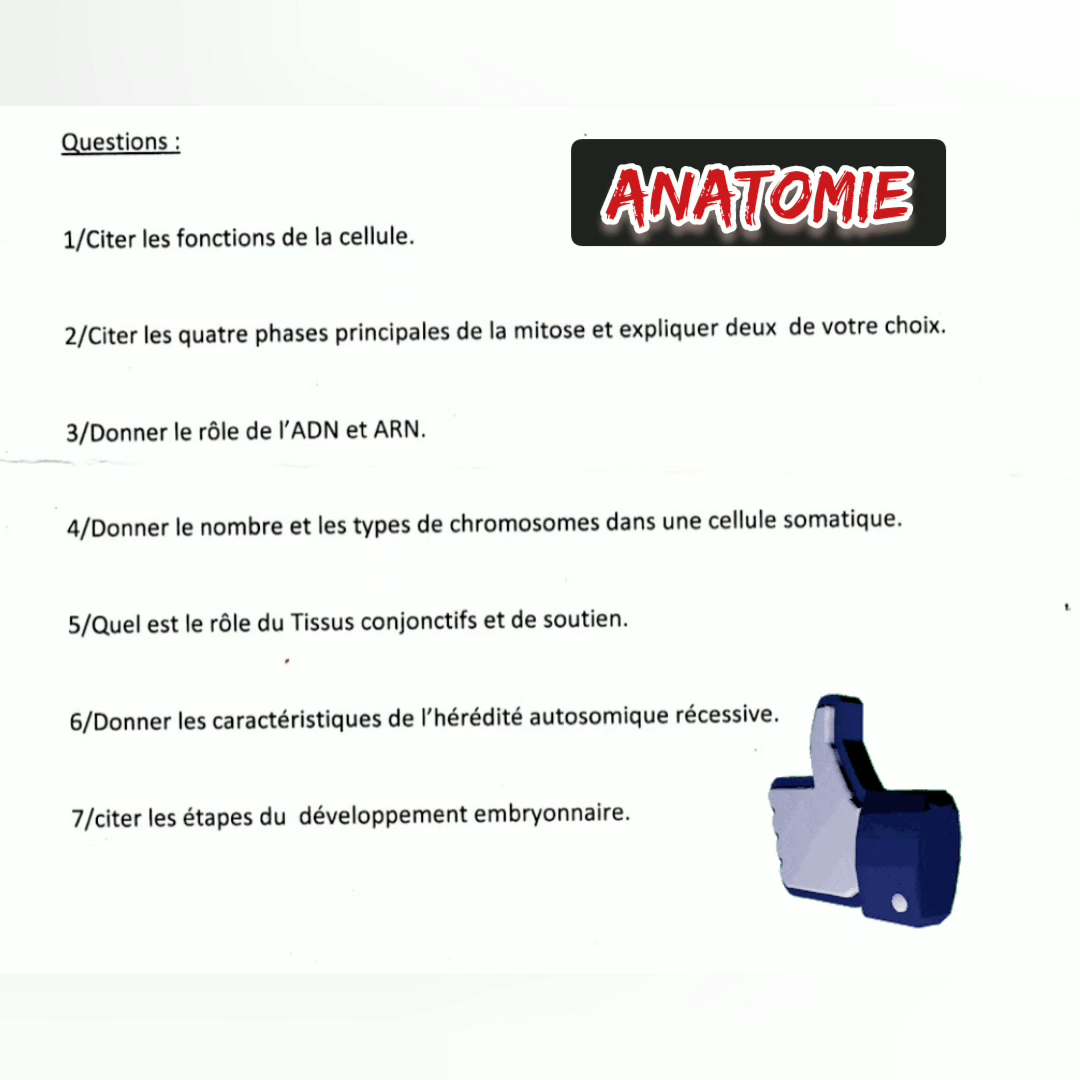 Questions :
ANATOMIE
1/Citer les fonctions de la cellule.
2/Citer les quatre phases principales de la mitose et expliquer deux de votre choix.
3/Donner le rôle de l'ADN et ARN.
4/Donner le nombre et les types de chromosomes dans une cellule somatique.
5/Quel est le rôle du Tissus conjonctifs et de soutien.
6/Donner les caractéristiques de l'hérédité autosomique récessive.
7/citer les étapes du développement embryonnaire.